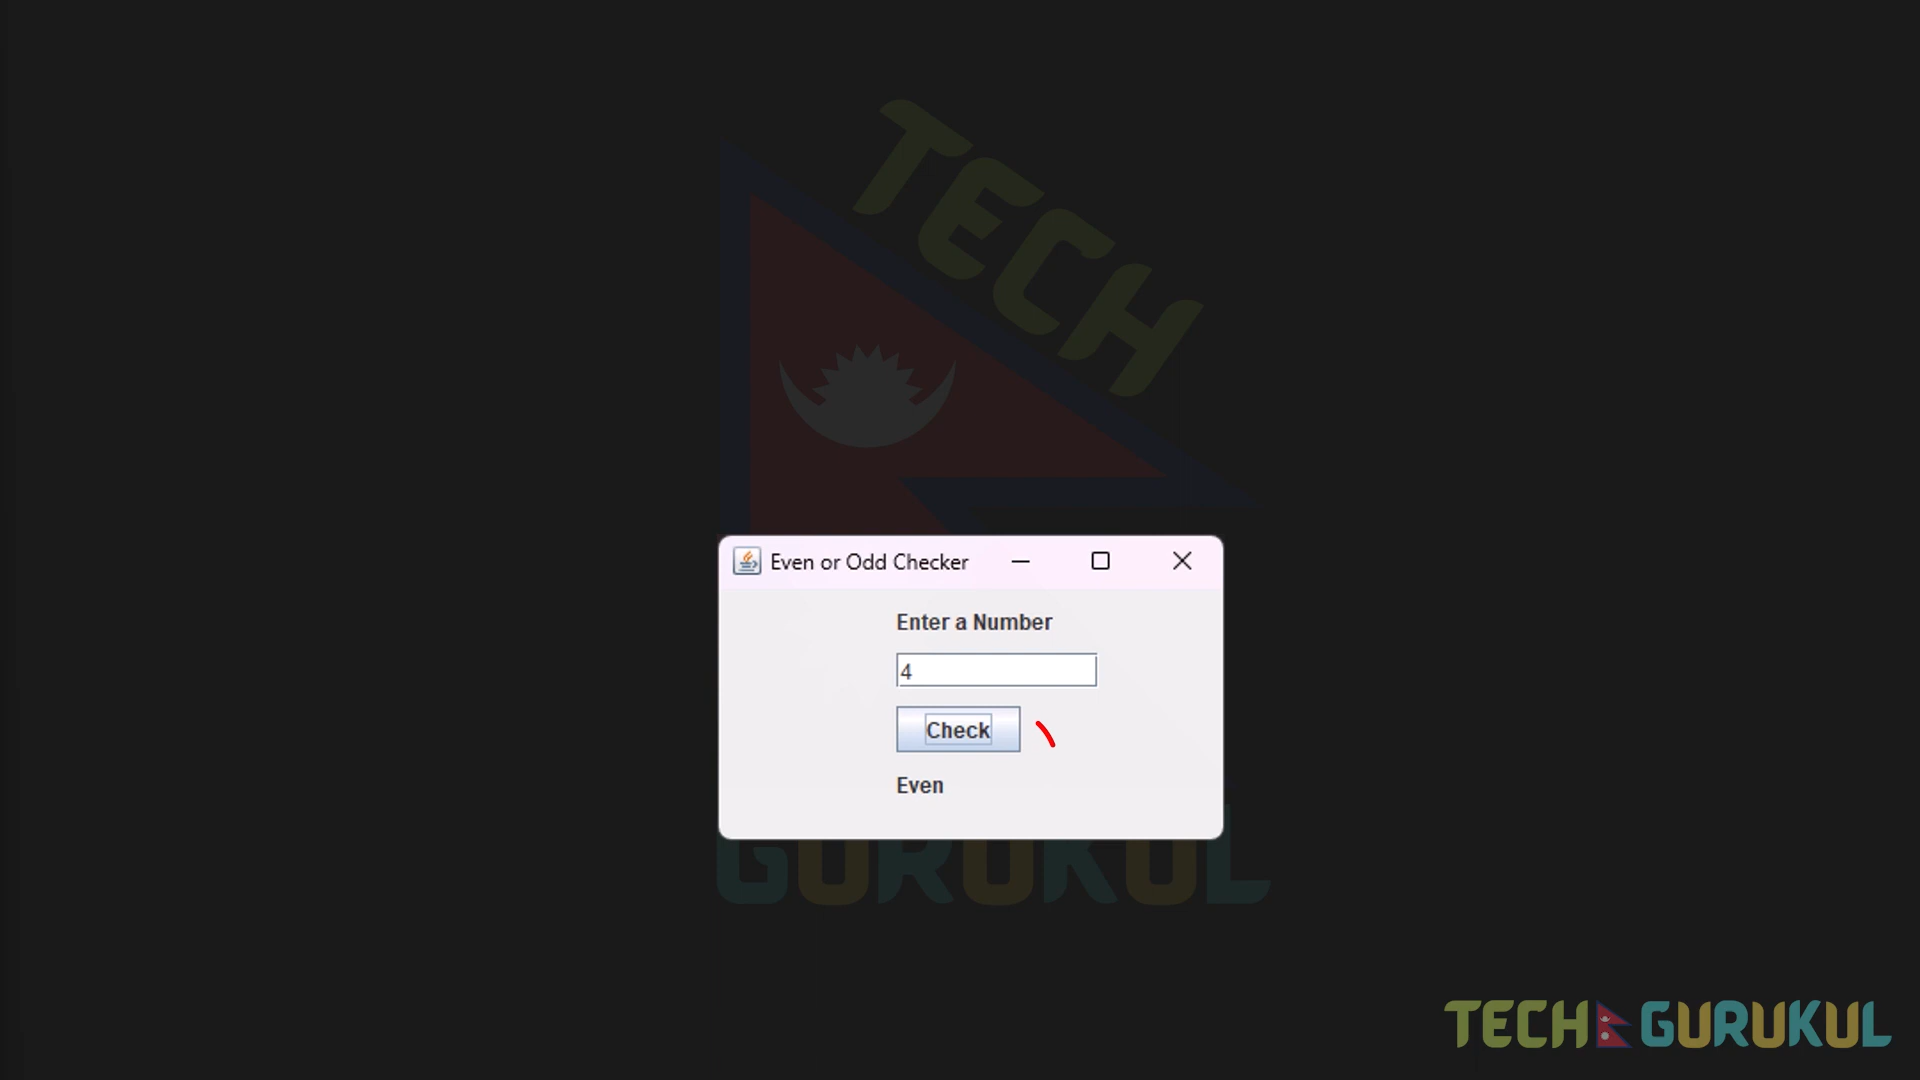 TECH
Even or Odd Checker
Enter a Number
4
Check
Even
GURUKUL
TECH GURUKUL